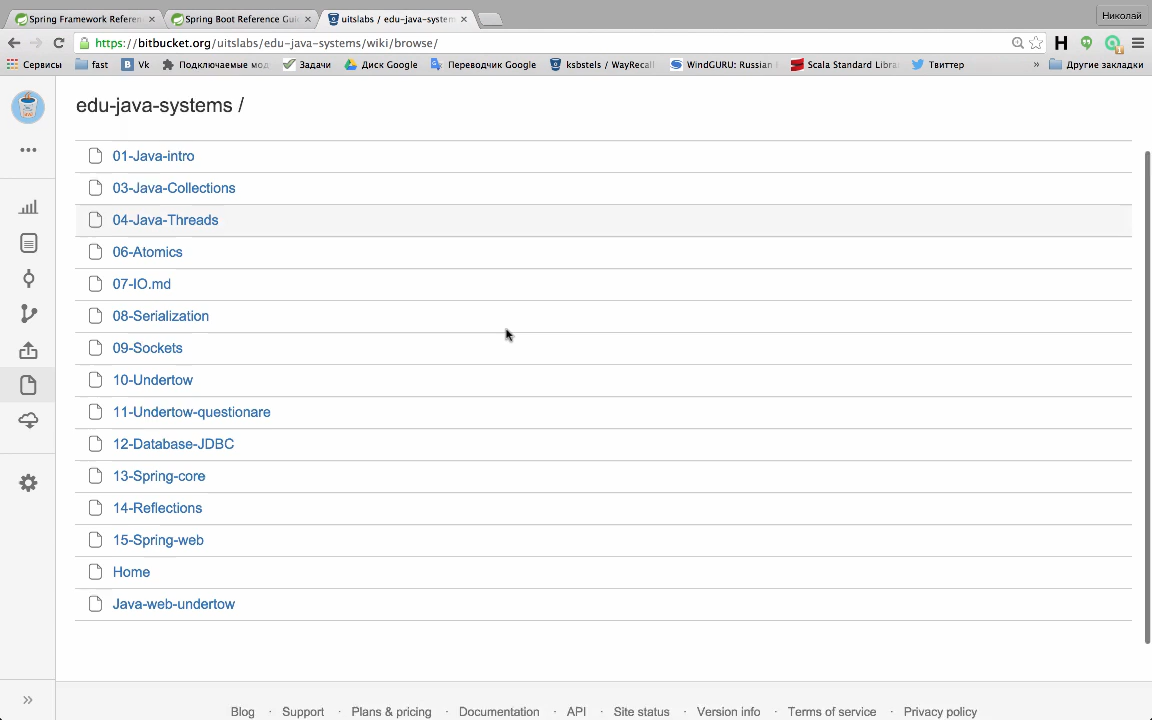 Spring Framework Referen
Spring Boot Reference Gui
uitslabs / edu-java-system
Николай
https://bitbucket.org/uitslabs/edu-java-systems/wiki/browse/
Сервисы
fast
Vk
Подключаемые мод
Задачи
Диск Google
Переводчик Google
ksbstels / WayRecall
WindGURU: Russian
Scala Standard Libra
Твиттер
»
Другие закладки
edu-java-systems /
01-Java-intro
03-Java-Collections
04-Java-Threads
06-Atomics
07-IO.md
08-Serialization
09-Sockets
10-Undertow
11-Undertow-questionare
12-Database-JDBC
13-Spring-core
14-Reflections
15-Spring-web
Home
Java-web-undertow
Blog · Support · Plans & pricing · Documentation · API · Site status · Version info · Terms of service · Privacy policy